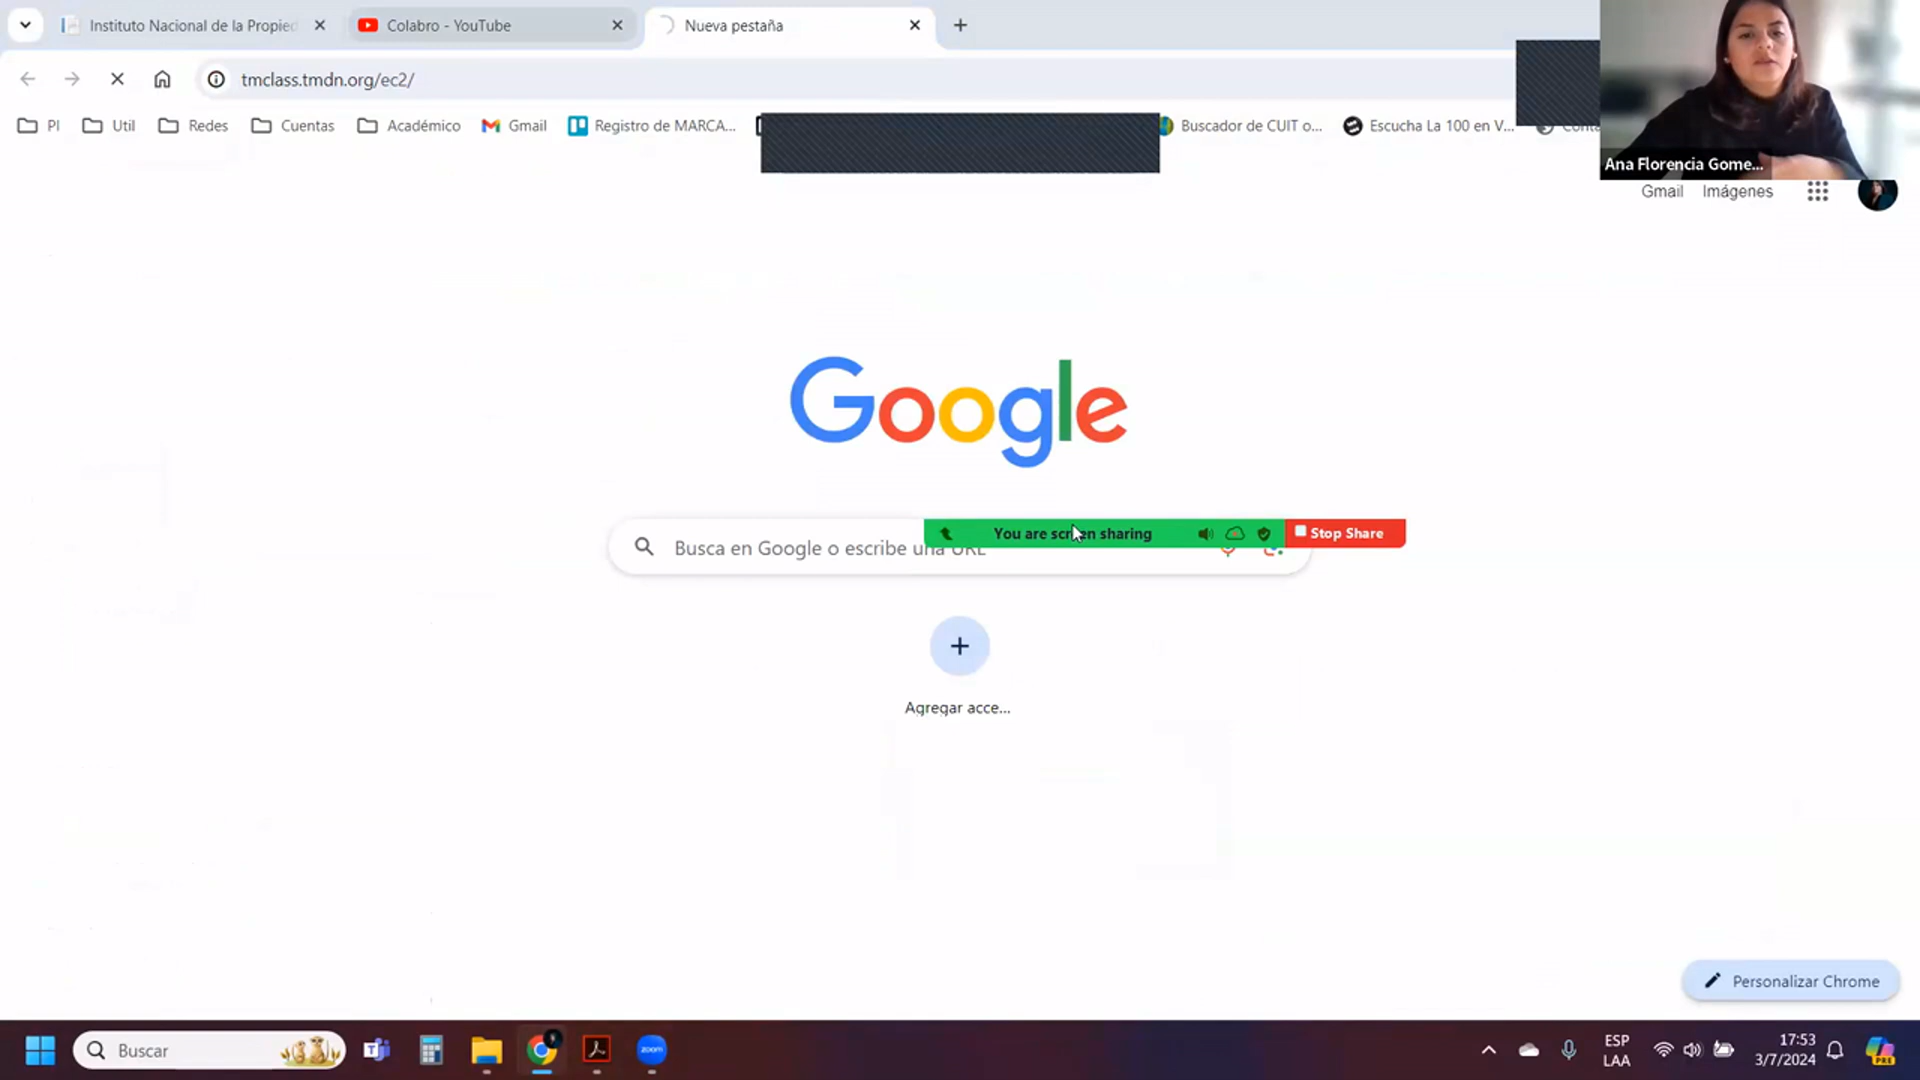 Instituto Nacional de la Propied
Colabro - YouTube
Nueva pestaña
tmclass.tmdn.org/ec2/
PI
Util
Redes
Cuentas
Académico
Gmail
Registro de MARCA...
Buscador de CUIT o...
Escucha La 100 en V...
Ana Florencia Gome...
Gmail
Imágenes
Google
You are screen sharing
Stop Share
Busca en Google o escribe una URL
Agregar acce...
Personalizar Chrome
Buscar
zoom
ESP
LAA
17:53
3/7/2024
PRE